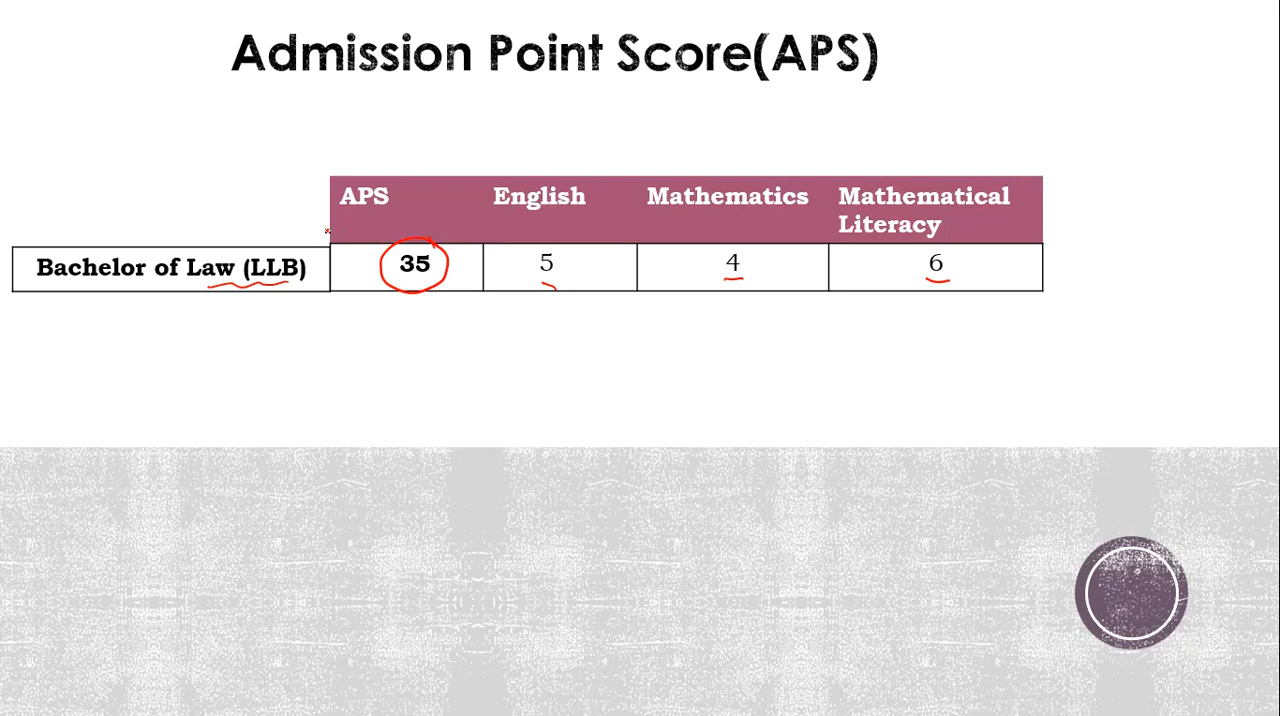 Admission Point Score(APS)
APS English Mathematics Mathematical
Literacy
Bachelor of Law (LLB) 35 5 4 6